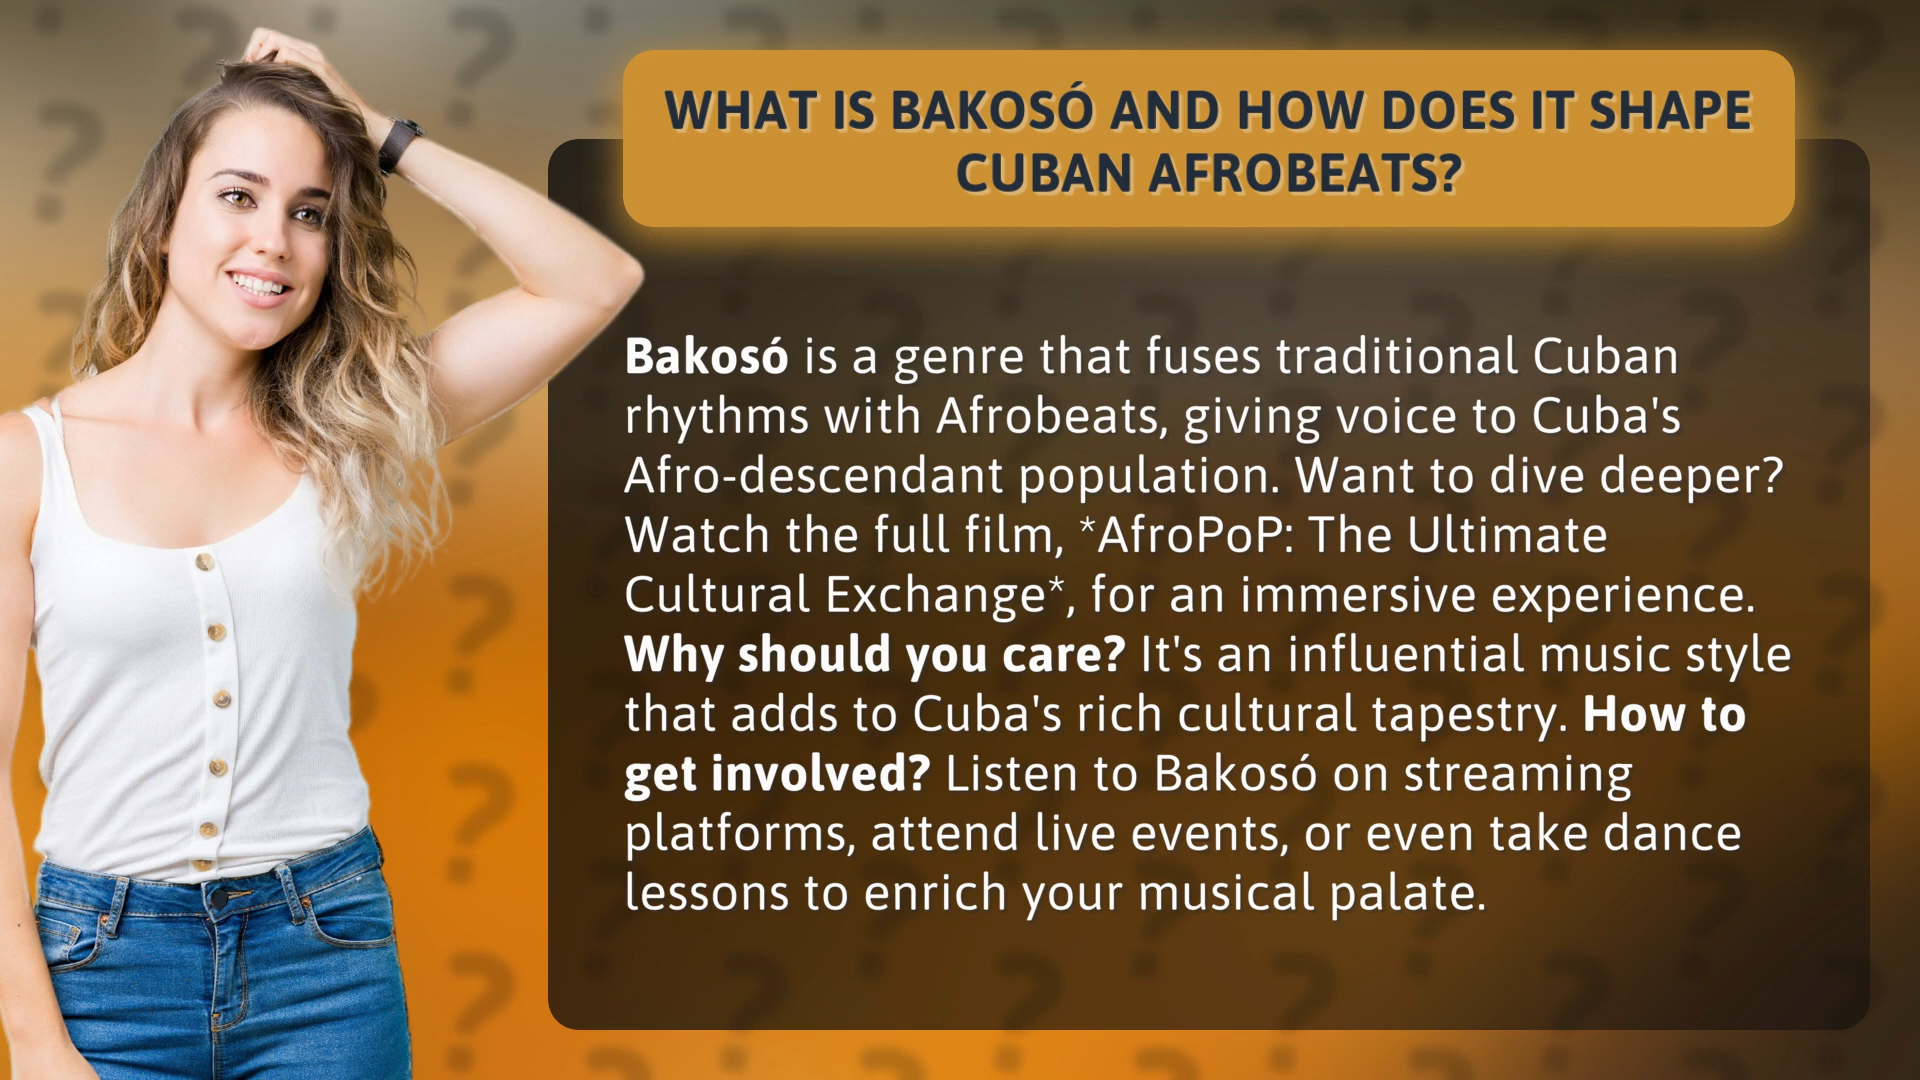 WHAT IS BAKOSÓ AND HOW DOES IT SHAPE
CUBAN AFROBEATS?
Bakosó is a genre that fuses traditional Cuban
rhythms with Afrobeats, giving voice to Cuba's
Afro-descendant population. Want to dive deeper?
Watch the full film, *AfroPoP: The Ultimate
Cultural Exchange*, for an immersive experience.
Why should you care? It's an influential music style
that adds to Cuba's rich cultural tapestry. How to
get involved? Listen to Bakosó on streaming
platforms, attend live events, or even take dance
lessons to enrich your musical palate.